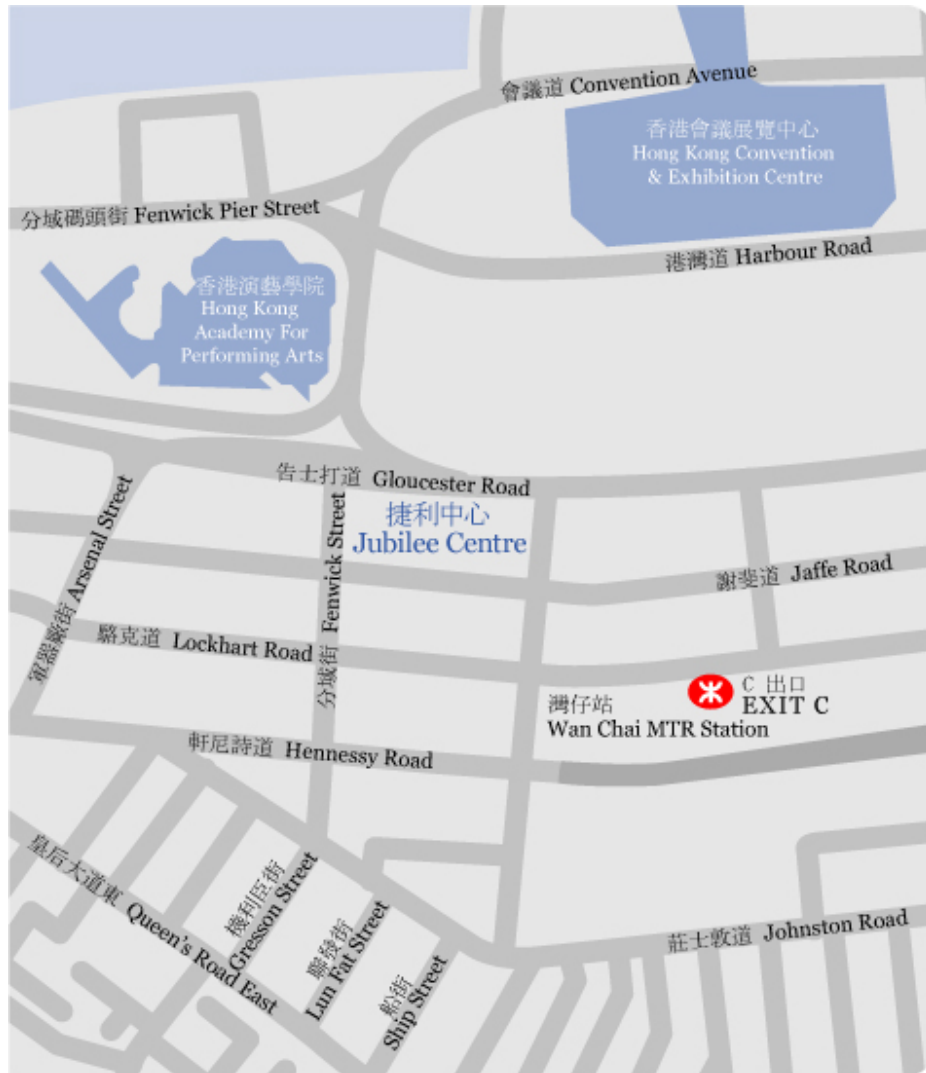 會議道 Convention Avenue
香港會議展覽中心
Hong Kong Convention
& Exhibition Centre
分域碼頭街 Fenwick Pier Street
港灣道 Harbour Road
香港演藝學院
Hong Kong
Academy For
Performing Arts
告士打道 Gloucester Road
捷利中心
Jubilee Centre
軍器廠街 Arsenal Street
分域街 Fenwick Street
謝斐道 Jaffe Road
駱克道 Lockhart Road
C 出口
EXIT C
灣仔站
Wan Chai MTR Station
軒尼詩道 Hennessy Road
皇后大道東 Queen's Road East
機利臣街
Gresson Street
聯發街
Lun Fat Street
船街
Ship Street
莊士敦道 Johnston Road